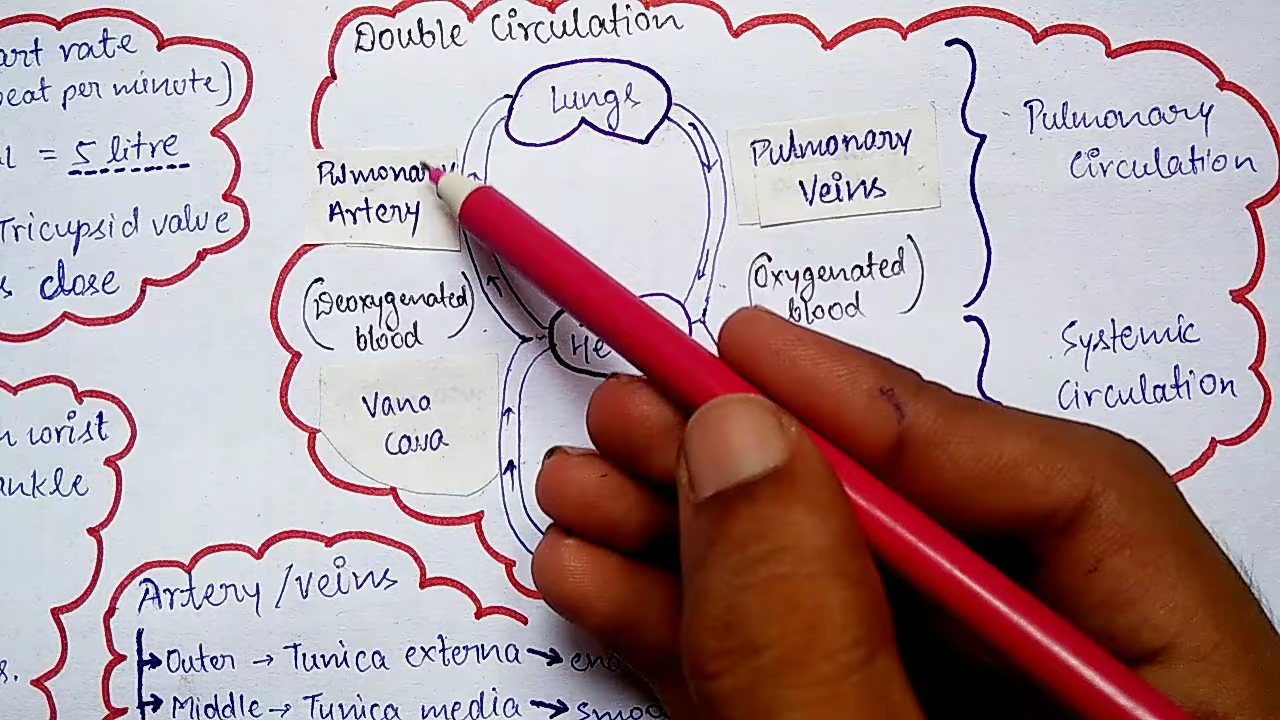 art rate
beat per minute)
= 5 litre
Tricupsid value
close
wrist
ankle
Double Circulation
Lungs
Pulmonary
Artery
(Deoxygenated
blood)
Vana
cava
Pulmonary
Veins
(Oxygenated
blood)
Pulmonary
Circulation
Systemic
Circulation
Artery/veins
Outer → Tunica externa →
Middle → Tunica media →